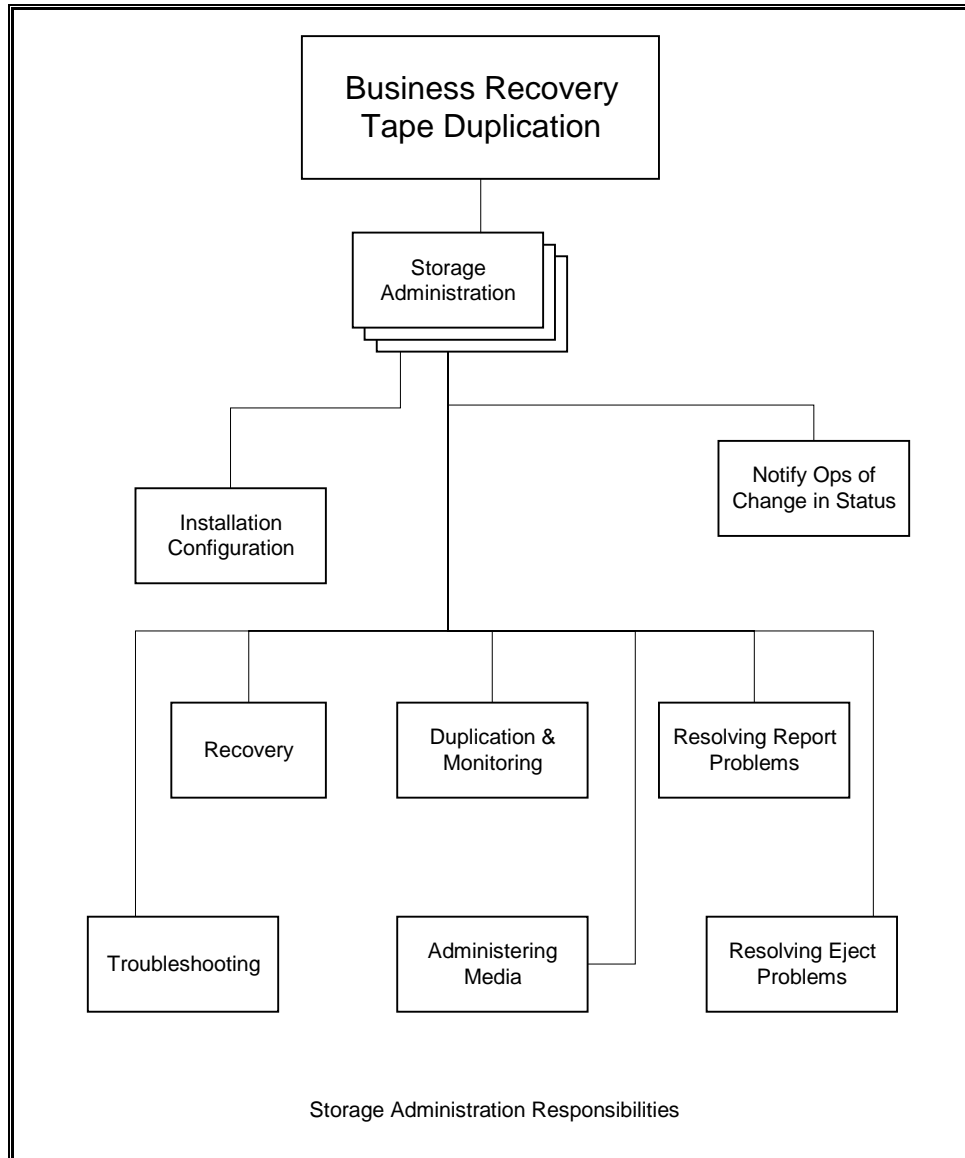 Business Recovery
Tape Duplication
Storage
Administration
Notify Ops of
Change in Status
Installation
Configuration
Recovery
Duplication &
Monitoring
Resolving Report
Problems
Troubleshooting
Administering
Media
Resolving Eject
Problems
Storage Administration Responsibilities